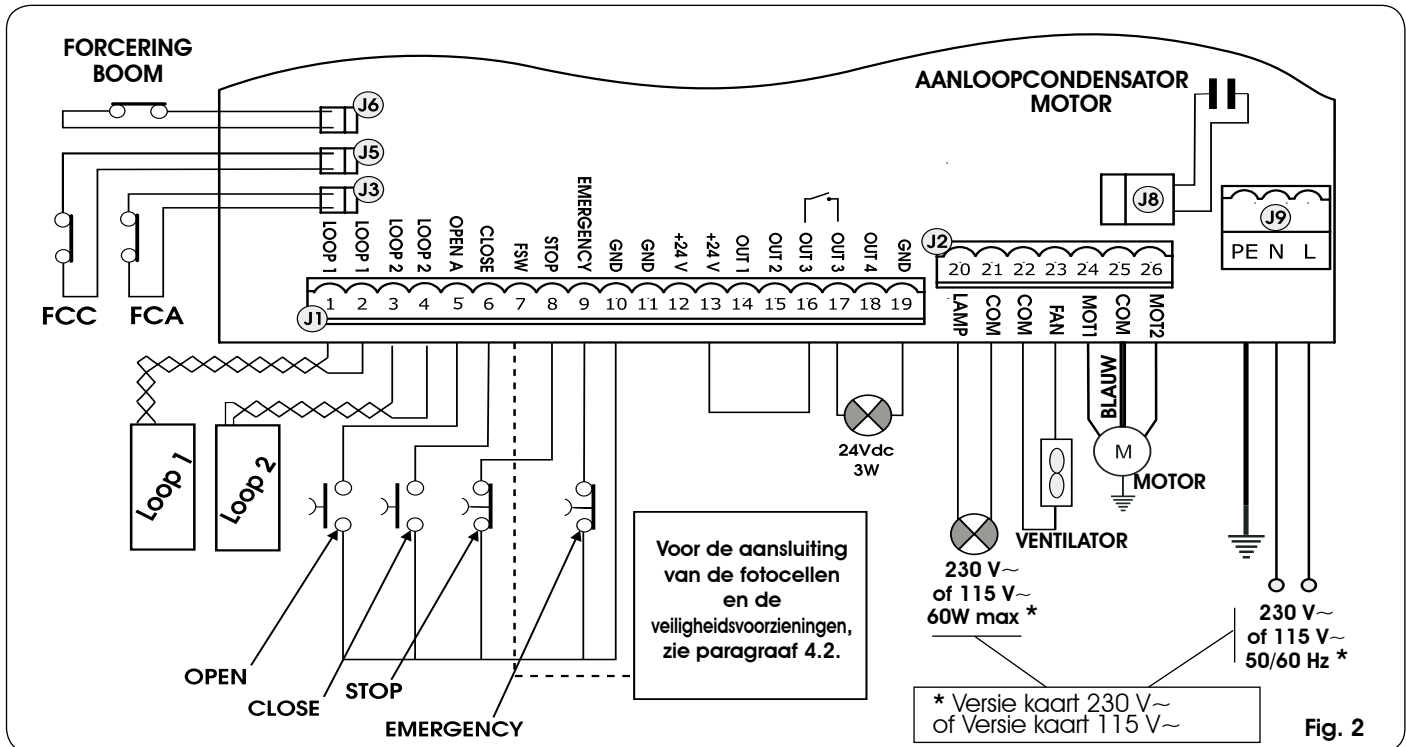 FORCERING
BOOM
J6
J5
J3
FCC
FCA
AANLOOPCONDENSATOR
MOTOR
J8
J9
PE N L
LOOP 1
LOOP 1
LOOP 2
LOOP 2
OPEN A
CLOSE
FSW
STOP
EMERGENCY
GND
GND
+24 V
+24 V
OUT 1
OUT 2
OUT 3
OUT 3
OUT 4
GND
J1
1 2 3 4 5 6 7 8 9 10 11 12 13 14 15 16 17 18 19
J2
20 21 22 23 24 25 26
LAMP
COM
COM
FAN
MOT1
COM
MOT2
BLAUW
M
MOTOR
Loop 1
Loop 2
24Vdc
3W
VENTILATOR
230 V~
of 115 V~
60W max *
230 V~
of 115 V~
50/60 Hz *
Voor de aansluiting
van de fotocellen
en de
veiligheidsvoorzieningen,
zie paragraaf 4.2.
OPEN
CLOSE
STOP
EMERGENCY
* Versie kaart 230 V~
of Versie kaart 115 V~
Fig. 2